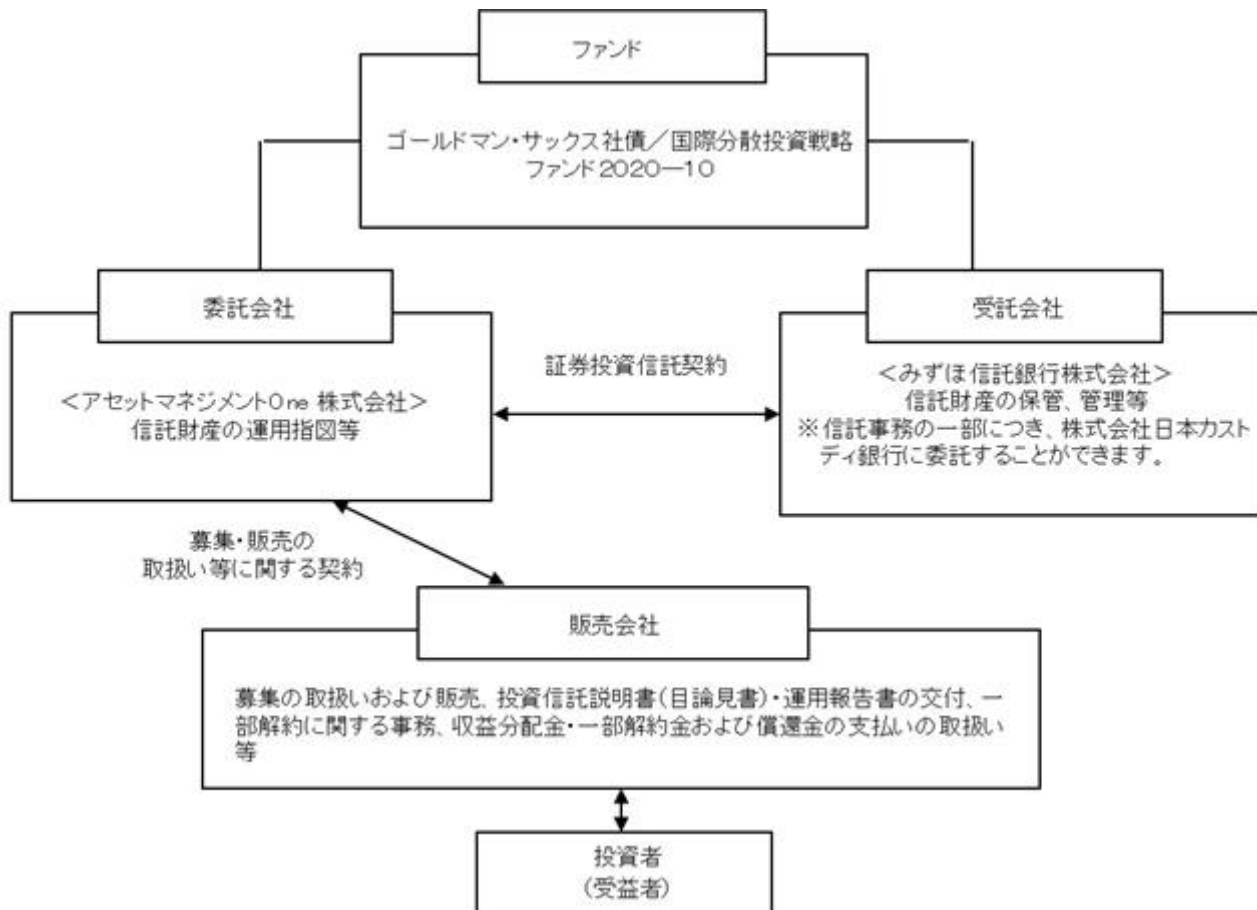 ファンド
ゴールドマン・サックス社債／国際分散投資戦略
ファンド2020―10
委託会社
＜アセットマネジメントOne 株式会社＞
信託財産の運用指図等
証券投資信託契約
受託会社
＜みずほ信託銀行株式会社＞
信託財産の保管、管理等
※信託事務の一部につき、株式会社日本カスト
ディ銀行に委託することができます。
募集・販売の
取扱い等に関する契約
販売会社
募集の取扱いおよび販売、投資信託説明書(目論見書)・運用報告書の交付、一
部解約に関する事務、収益分配金・一部解約金および償還金の支払いの取扱い
等
投資者
(受益者)